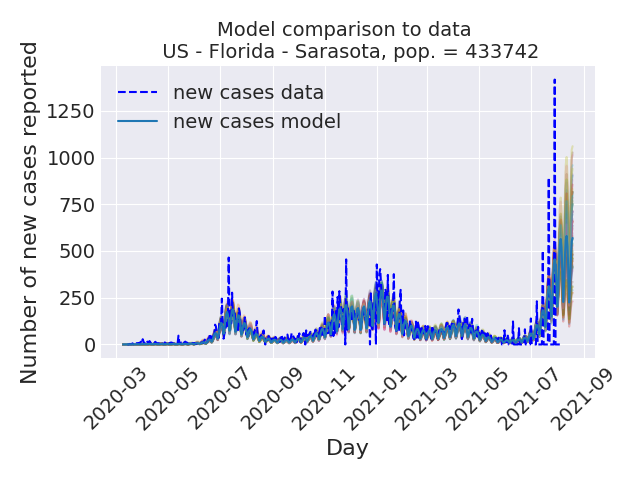 Model comparison to data
US - Florida - Sarasota, pop. = 433742
new cases data
new cases model
Number of new cases reported
1250
1000
750
500
250
0
2020-03
2020-05
2020-07
2020-09
2020-11
2021-01
2021-03
2021-05
2021-07
2021-09
Day